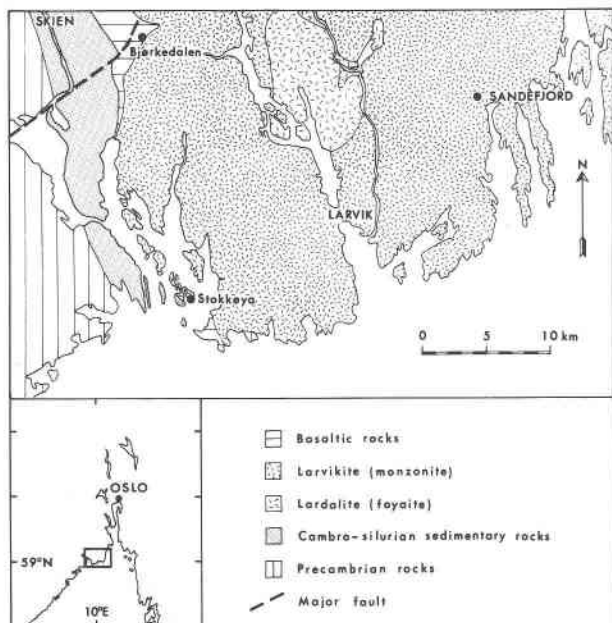 SKIEN
Bjørkedalen
SANDEFJORD
N
LARVIK
Stokkøya
0 5 10 km
OSLO
59°N
10°E
Basaltic rocks
Larvikite (monzonite)
Lardalite (foyaite)
Cambro-silurian sedimentary rocks
Precambrian rocks
Major fault